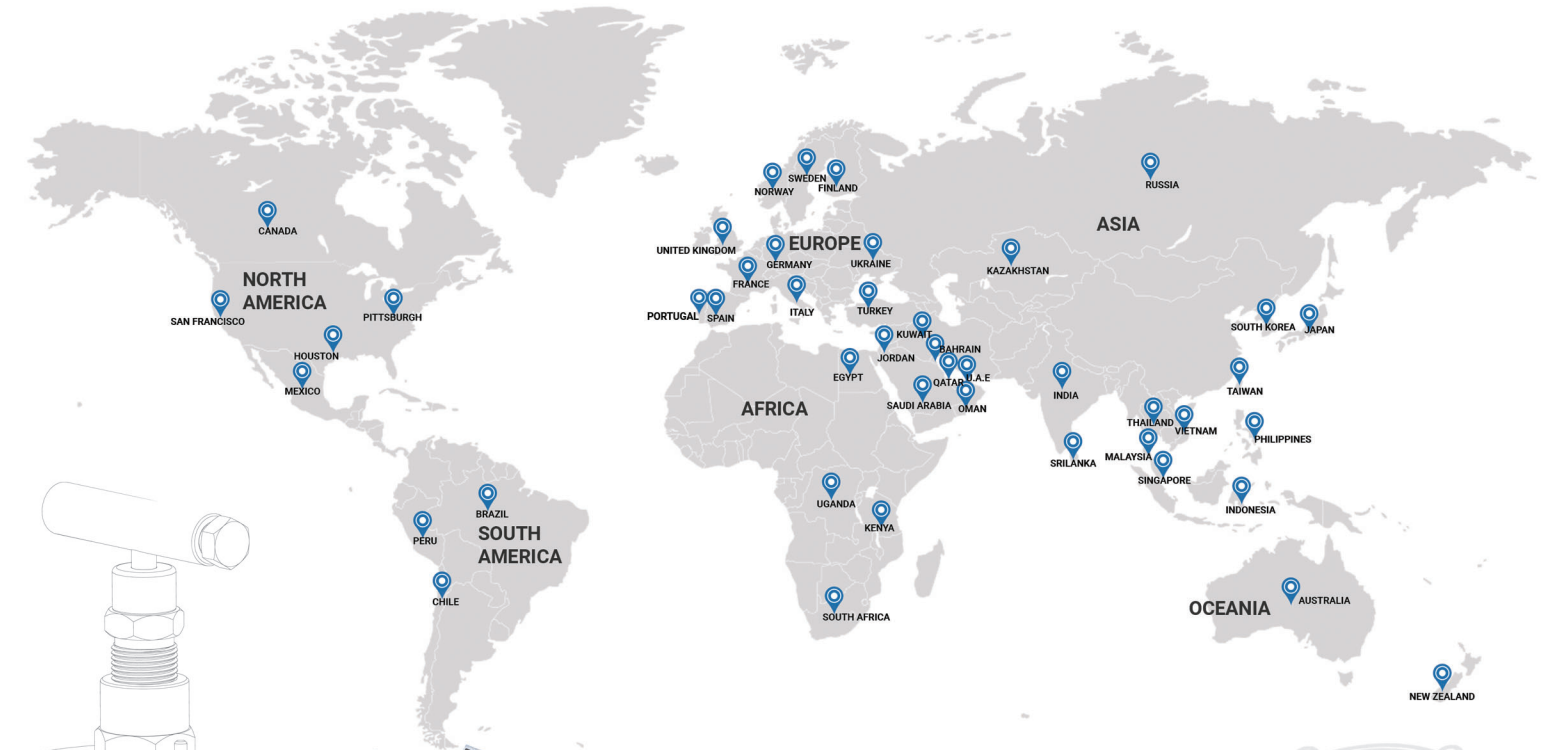 CANADA
NORTH
AMERICA
SAN FRANCISCO
PITTSBURGH
HOUSTON
MEXICO
BRAZIL
SOUTH
AMERICA
PERU
CHILE
NORWAY
SWEDEN
FINLAND
UNITED KINGDOM
EUROPE
GERMANY
UKRAINE
FRANCE
PORTUGAL
SPAIN
ITALY
TURKEY
KUWAIT
JORDAN
BAHRAIN
EGYPT
QATAR
U.A.E
SAUDI ARABIA
OMAN
AFRICA
UGANDA
KENYA
SOUTH AFRICA
RUSSIA
ASIA
KAZAKHSTAN
SOUTH KOREA
JAPAN
INDIA
TAIWAN
THAILAND
VIETNAM
PHILIPPINES
SRILANKA
MALAYSIA
SINGAPORE
INDONESIA
OCEANIA
AUSTRALIA
NEW ZEALAND